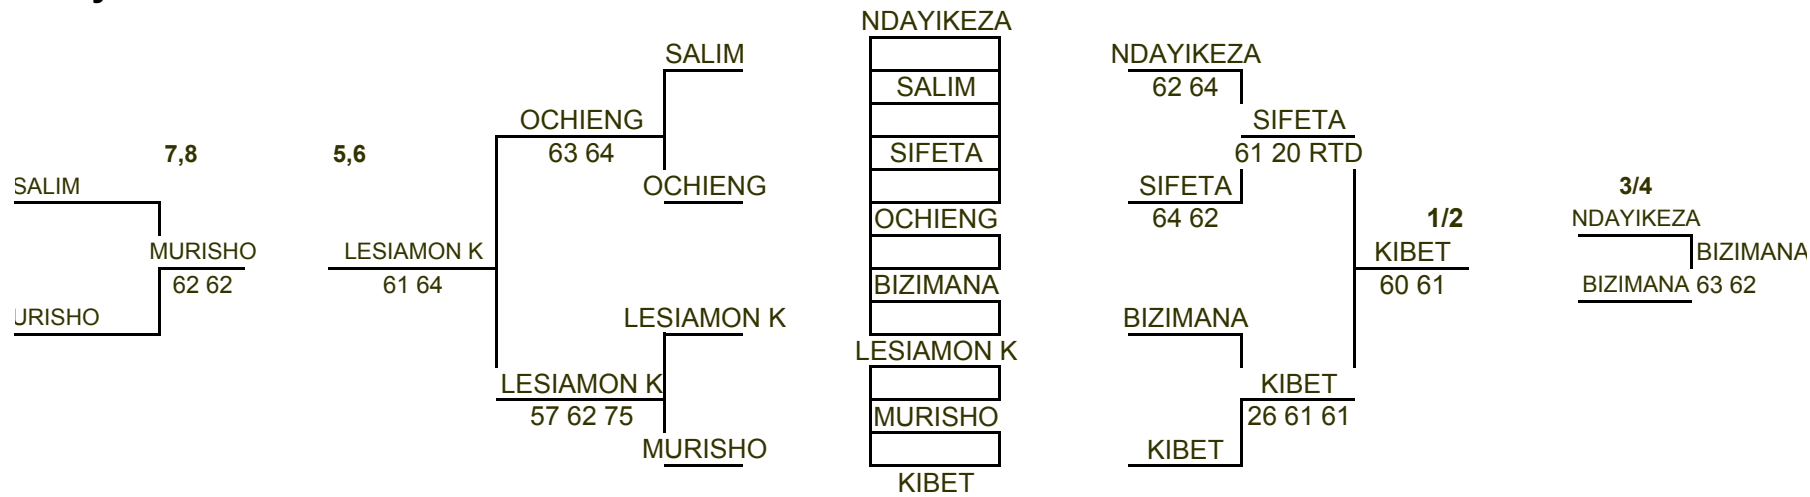 NDAYIKEZA
SALIM NDAYIKEZA
62 64
SALIM
OCHIENG SIFETA
7,8 5,6 63 64 SIFETA 61 20 RTD
SALIM OCHIENG SIFETA 3/4
64 62
OCHIENG 1/2 NDAYIKEZA
MURISHO LESIAMON K KIBET BIZIMANA
62 62 61 64 BIZIMANA 60 61 BIZIMANA 63 62
URISHO LESIAMON K BIZIMANA
LESIAMON K
LESIAMON K KIBET
57 62 75 MURISHO 26 61 61
MURISHO KIBET
KIBET